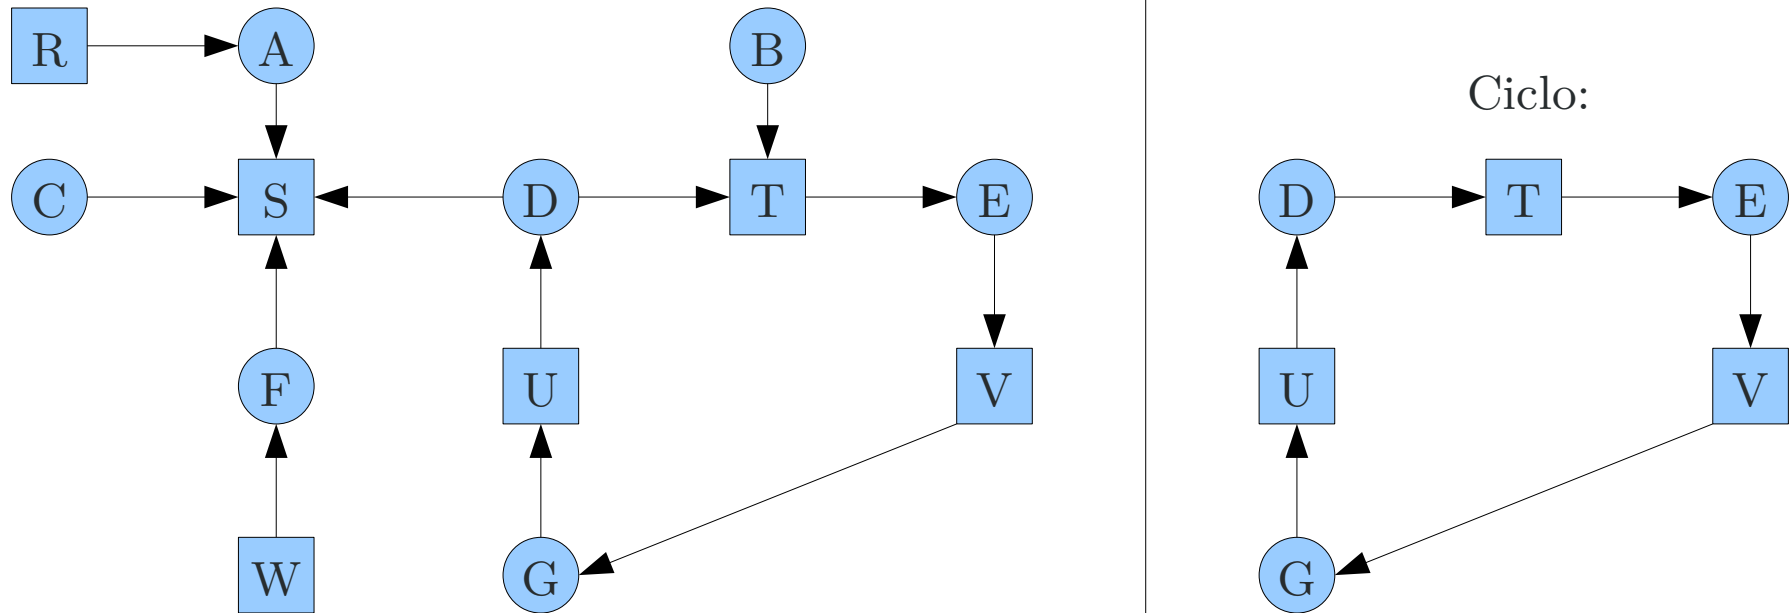 R A B
Ciclo:
C S D T E D T E
F U V U V
W G G